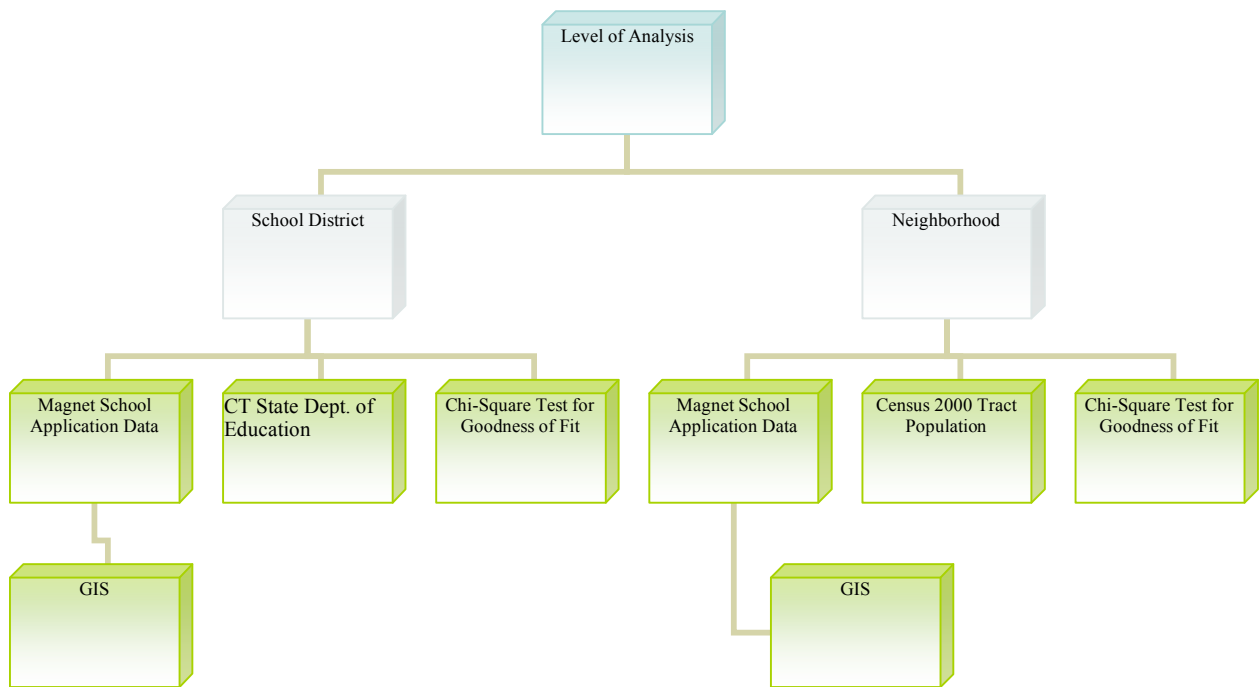 Level of Analysis
School District
Neighborhood
Magnet School
Application Data
CT State Dept. of
Education
Chi-Square Test for
Goodness of Fit
Magnet School
Application Data
Census 2000 Tract
Population
Chi-Square Test for
Goodness of Fit
GIS
GIS